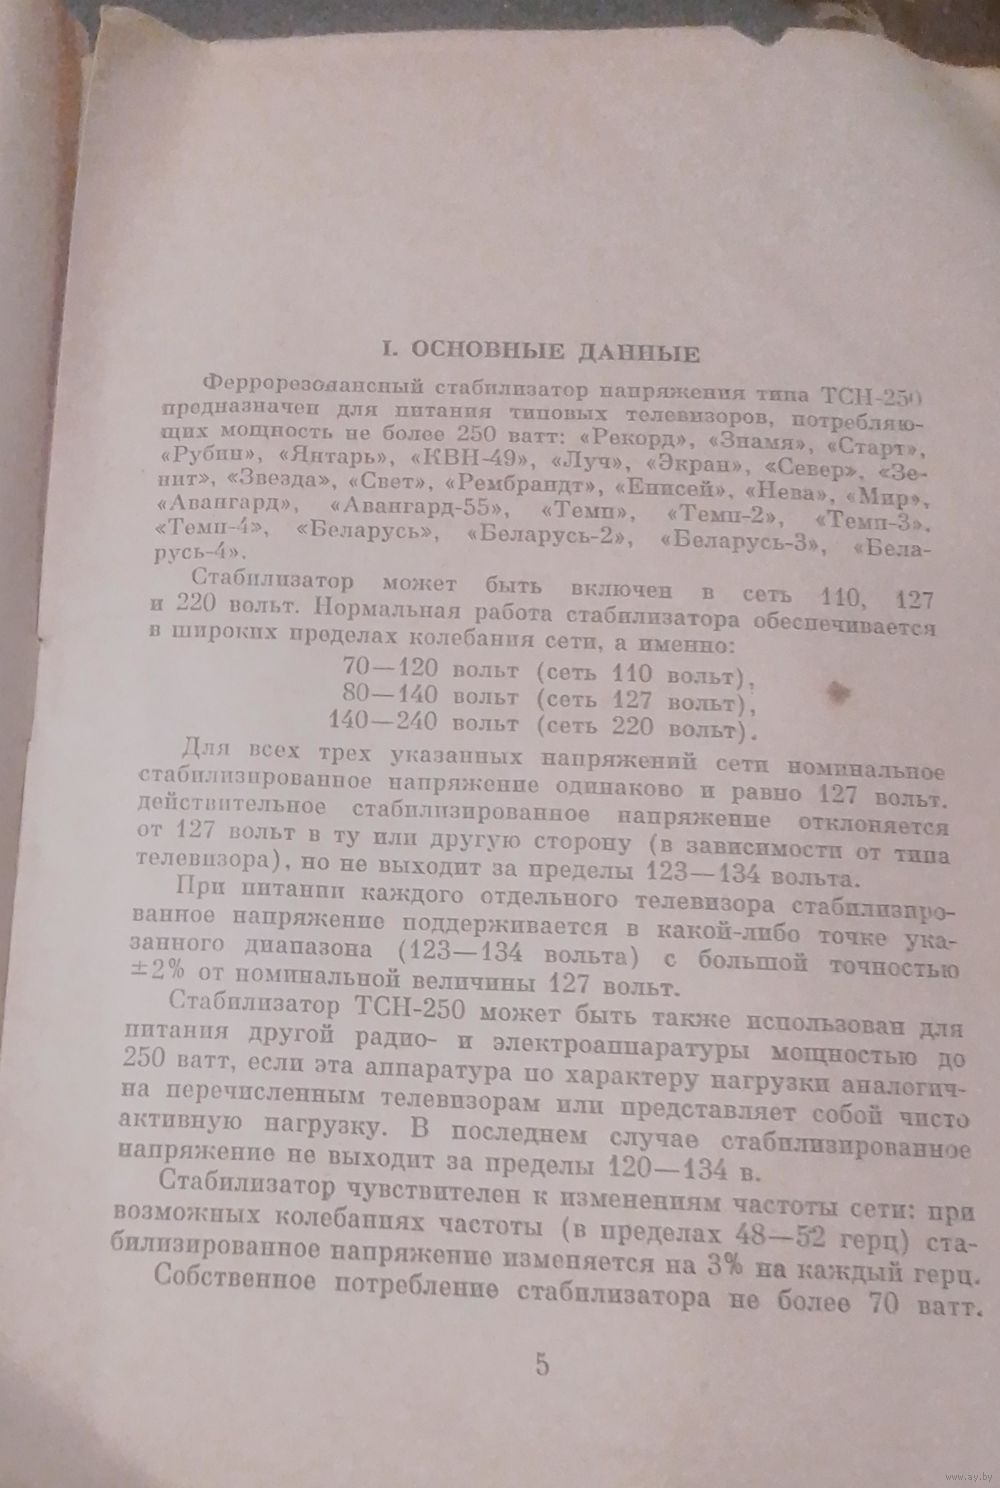 I. ОСНОВНЫЕ ДАННЫЕ
Феррорезонансный стабилизатор напряжения типа ТСН-250
предназначен для питания типовых телевизоров, потребляю-
щих мощность не более 250 ватт: «Рекорд», «Знамя», «Старт»,
«Рубин», «Янтарь», «КВН-49», «Луч», «Экран», «Север», «Зе-
нит», «Звезда», «Свет», «Рембрандт», «Енисей», «Нева», «Мир»,
«Авангард», «Авангард-55», «Темп», «Темп-2», «Темп-3»,
«Темп-4», «Беларусь», «Беларусь-2», «Беларусь-3», «Бела-
русь-4».
Стабилизатор может быть включен в сеть 110, 127
и 220 вольт. Нормальная работа стабилизатора обеспечивается
в широких пределах колебания сети, а именно:
70—120 вольт (сеть 110 вольт),
80—140 вольт (сеть 127 вольт),
140—240 вольт (сеть 220 вольт).
Для всех трех указанных напряжений сети номинальное
стабилизированное напряжение одинаково и равно 127 вольт.
действительное стабилизированное напряжение отклоняется
от 127 вольт в ту или другую сторону (в зависимости от типа
телевизора), но не выходит за пределы 123—134 вольта.
При питании каждого отдельного телевизора стабилизиро-
ванное напряжение поддерживается в какой-либо точке ука-
занного диапазона (123—134 вольта) с большой точностью
±2% от номинальной величины 127 вольт.
Стабилизатор ТСН-250 может быть также использован для
питания другой радио- и электроаппаратуры мощностью до
250 ватт, если эта аппаратура по характеру нагрузки аналогич-
на перечисленным телевизорам или представляет собой чисто
активную нагрузку. В последнем случае стабилизированное
напряжение не выходит за пределы 120—134 в.
Стабилизатор чувствителен к изменениям частоты сети: при
возможных колебаниях частоты (в пределах 48—52 герц) ста-
билизированное напряжение изменяется на 3% на каждый герц.
Собственное потребление стабилизатора не более 70 ватт.
5
www.ay.by